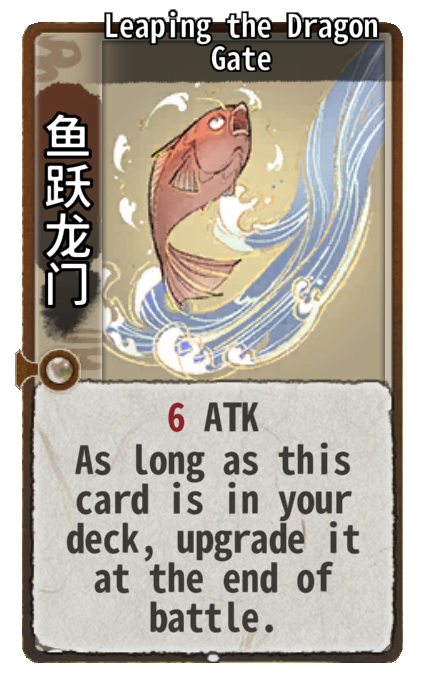 Leaping the Dragon
Gate
鱼跃龙门
6 ATK
As long as this
card is in your
deck, upgrade it
at the end of
battle.